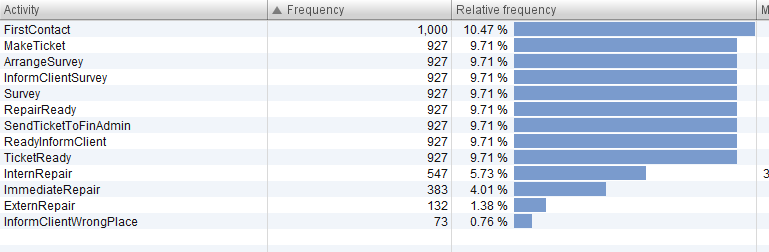 Activity ▲ Frequency Relative frequency M
FirstContact 1,000 10.47 %
MakeTicket 927 9.71 %
ArrangeSurvey 927 9.71 %
InformClientSurvey 927 9.71 %
Survey 927 9.71 %
RepairReady 927 9.71 %
SendTicketToFinAdmin 927 9.71 %
ReadyInformClient 927 9.71 %
TicketReady 927 9.71 %
InternRepair 547 5.73 % 3
ImmediateRepair 383 4.01 %
ExternRepair 132 1.38 %
InformClientWrongPlace 73 0.76 %